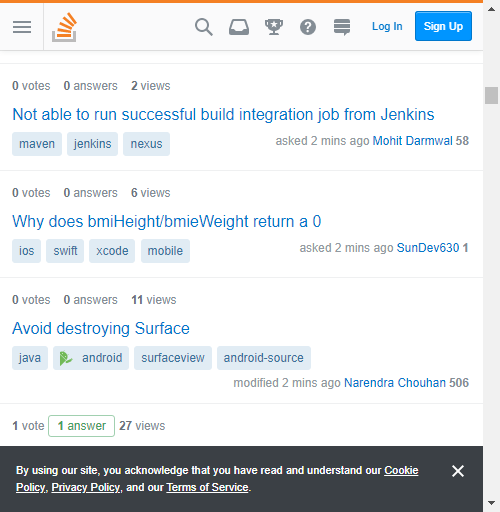 Log In Sign Up
0 votes 0 answers 2 views
Not able to run successful build integration job from Jenkins
maven jenkins nexus
asked 2 mins ago Mohit Darmwal 58
0 votes 0 answers 6 views
Why does bmiHeight/bmieWeight return a 0
ios swift xcode mobile
asked 2 mins ago SunDev630 1
0 votes 0 answers 11 views
Avoid destroying Surface
java android surfaceview android-source
modified 2 mins ago Narendra Chouhan 506
1 vote 1 answer 27 views
By using our site, you acknowledge that you have read and understand our Cookie
Policy, Privacy Policy, and our Terms of Service.